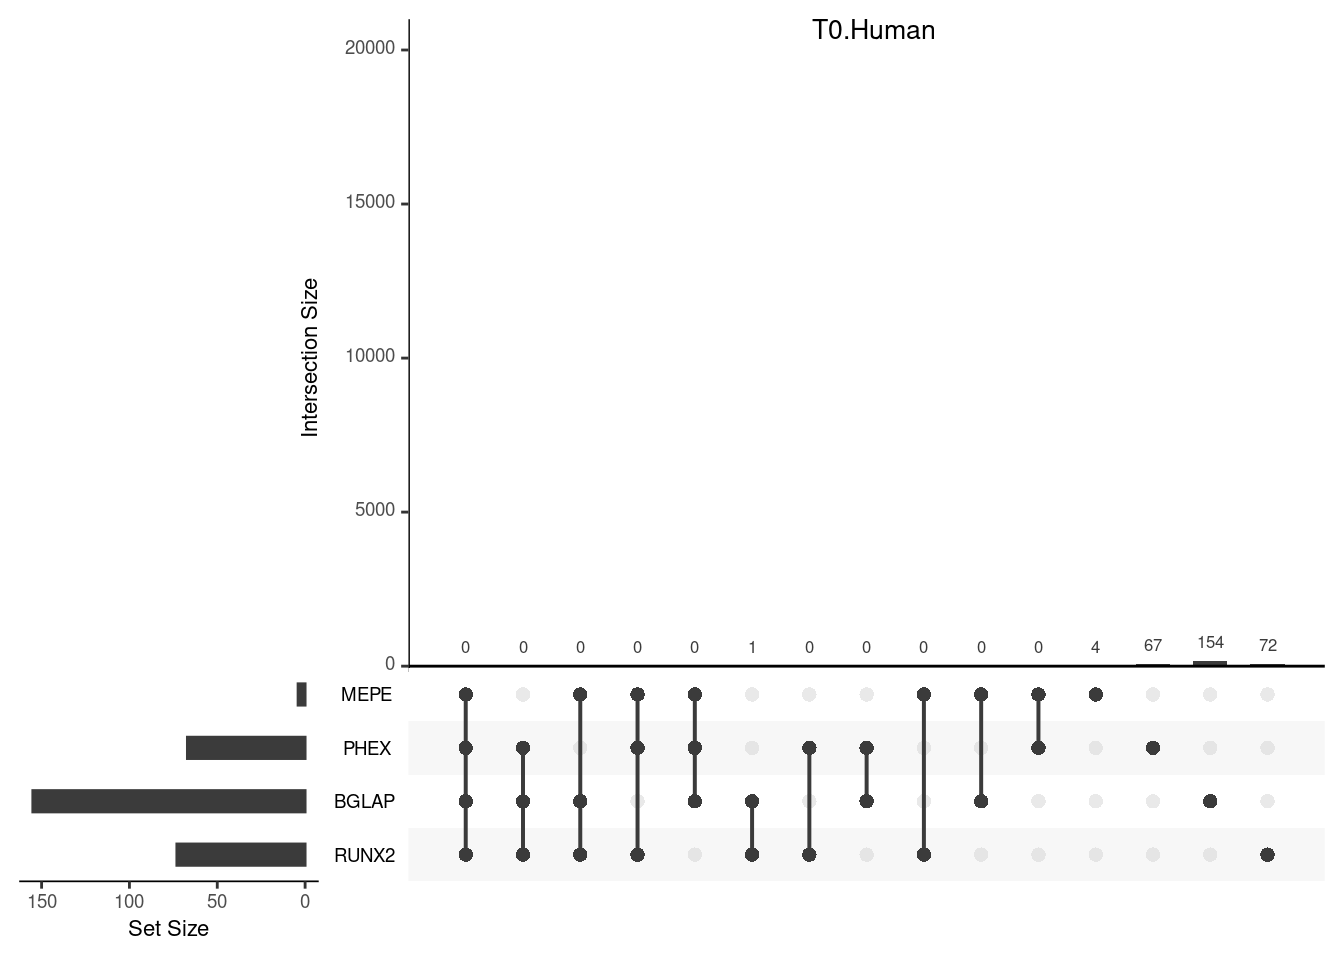 T0.Human
20000
15000
10000
5000
0
Intersection Size
0 0 0 0 0 1 0 0 0 0 0 4 67 154 72
MEPE
PHEX
BGLAP
RUNX2
150 100 50 0
Set Size